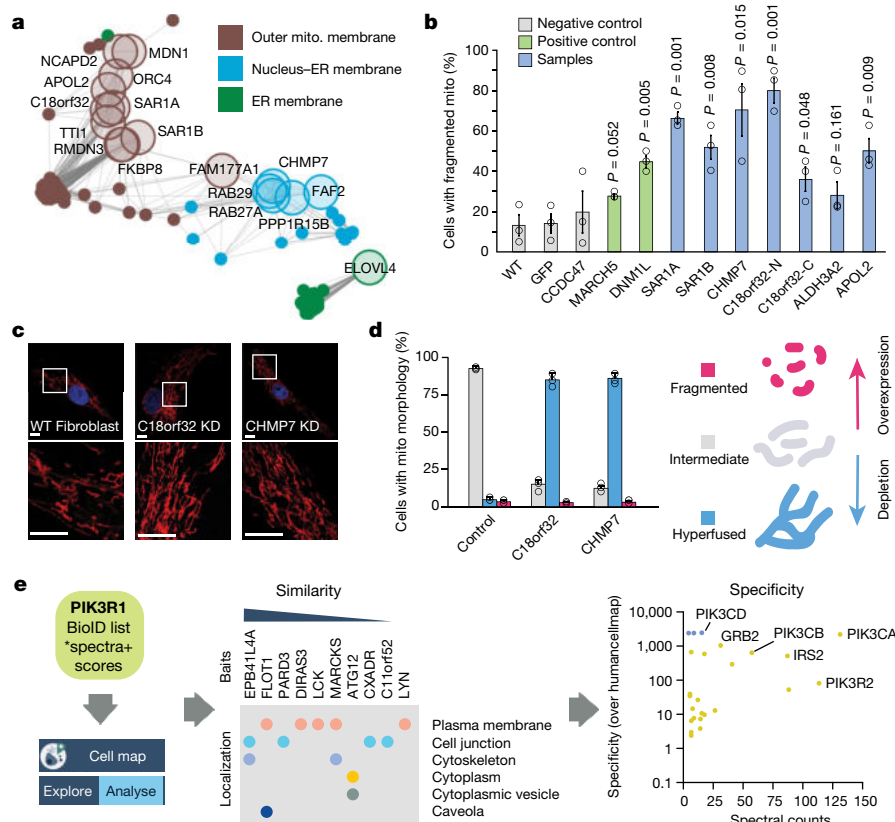 a
Outer mito. membrane
Nucleus–ER membrane
ER membrane
NCAPD2
MDN1
APOL2
ORC4
C18orf32
SAR1A
TTI1
SAR1B
RMDN3
FKBP8
FAM177A1
CHMP7
RAB29
FAF2
RAB27A
PPP1R15B
ELOVL4
b
Negative control
Positive control
Samples
Cells with fragmented mito (%)
100
80
60
40
20
0
P = 0.052
P = 0.005
P = 0.001
P = 0.008
P = 0.015
P = 0.001
P = 0.048
P = 0.161
P = 0.009
WT
GFP
CCDC47
MARCH5
DNM1L
SAR1A
SAR1B
CHMP7
C18orf32-N
C18orf32-C
ALDH3A2
APOL2
c
WT Fibroblast
C18orf32 KD
CHMP7 KD
d
Cells with mito morphology (%)
100
75
50
25
0
Control
C18orf32
CHMP7
Fragmented
Intermediate
Hyperfused
Overexpression
Depletion
e
PIK3R1
BioID list
*spectra+
scores
Cell map
Explore
Analyse
Similarity
Baits
EPB41L4A
FLOT1
PARD3
DIRAS3
LCK
MARCKS
ATG12
CXADR
C11orf52
LYN
Localization
Plasma membrane
Cell junction
Cytoskeleton
Cytoplasm
Cytoplasmic vesicle
Caveola
Specificity
Specificity (over humancellmap)
10,000
1,000
100
10
1
0.1
PIK3CD
GRB2
PIK3CB
PIK3CA
IRS2
PIK3R2
0
25
50
75
100
125
150
Spectral counts